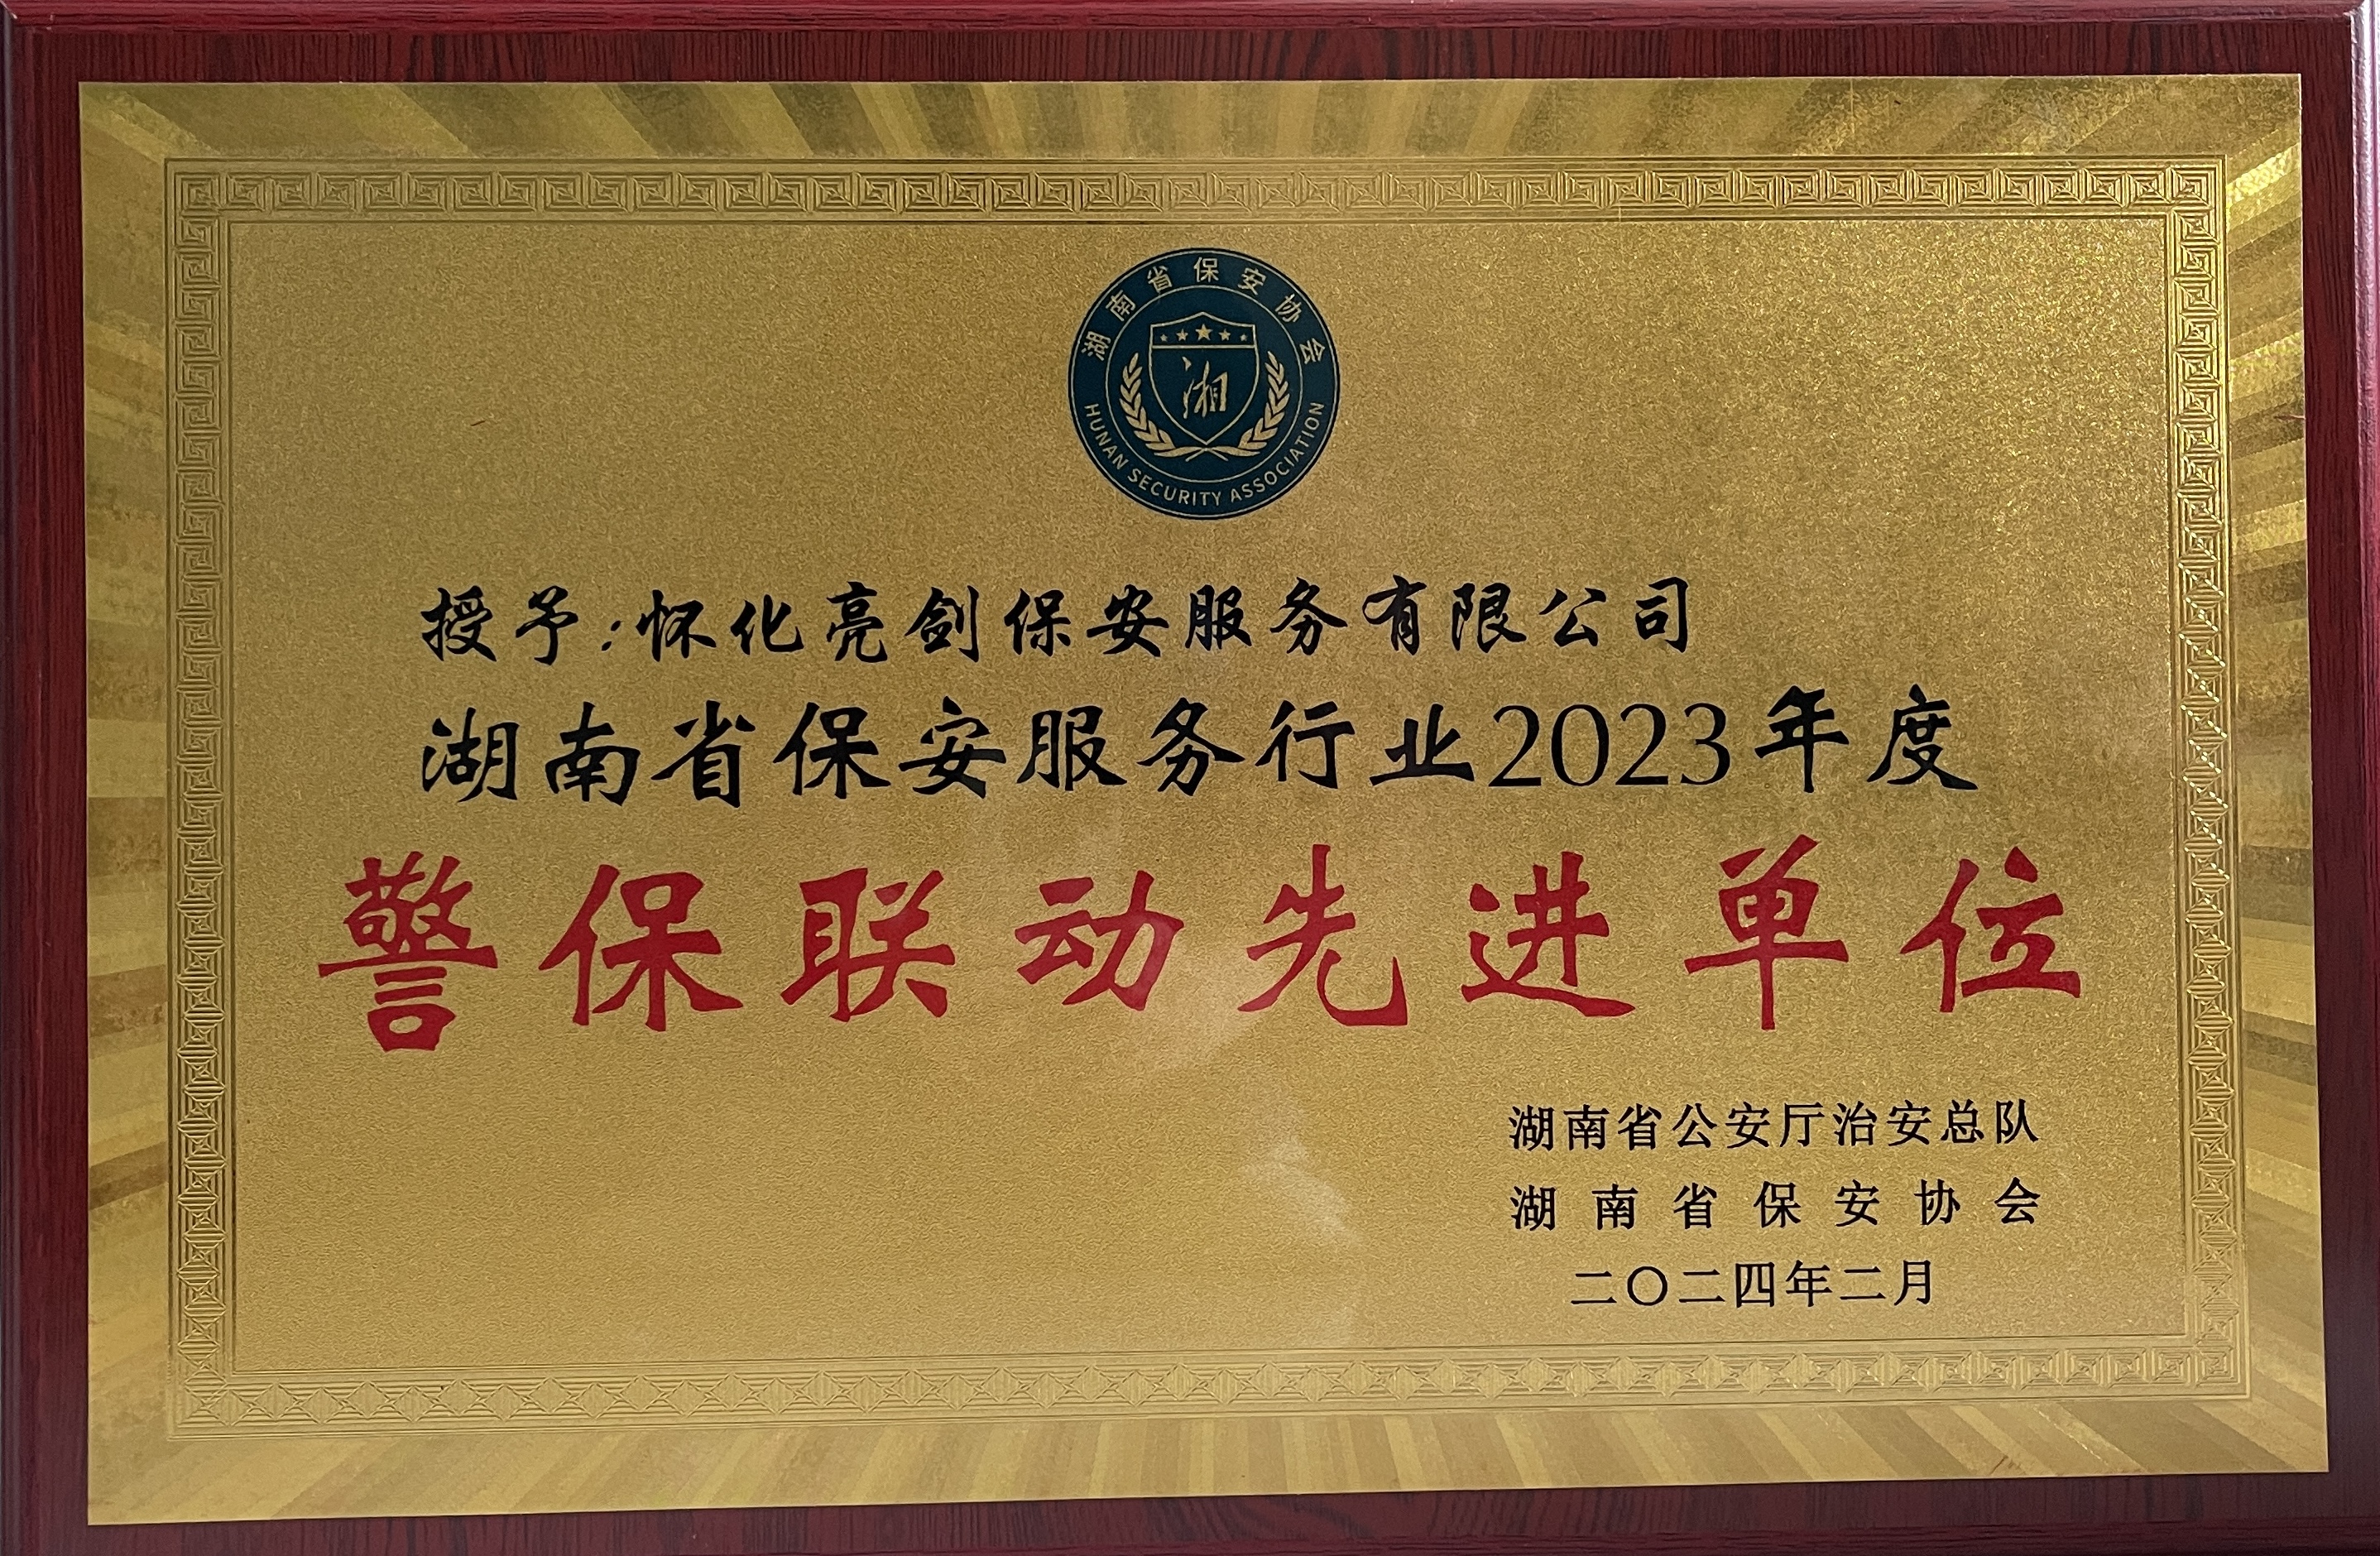 湖南省保安协会
湘
HUNAN SECURITY ASSOCIATION
授予:怀化亮剑保安服务有限公司
湖南省保安服务行业2023年度
警保联动先进单位
湖南省公安厅治安总队
湖南省保安协会
二〇二四年二月